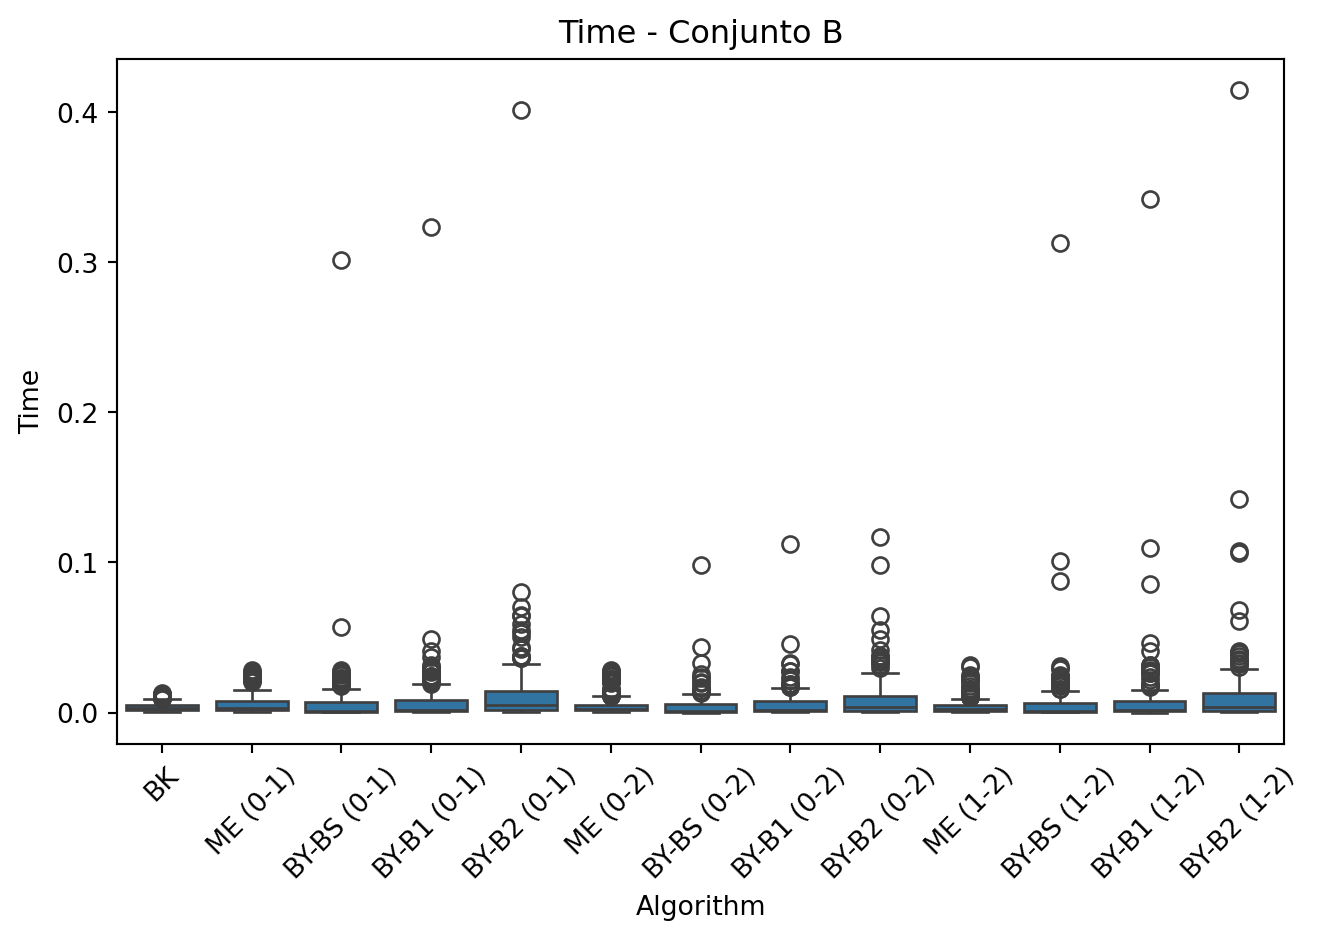 Time - Conjunto B
Time
0.4
0.3
0.2
0.1
0.0
BK
ME (0-1)
BY-BS (0-1)
BY-B1 (0-1)
BY-B2 (0-1)
ME (0-2)
BY-BS (0-2)
BY-B1 (0-2)
BY-B2 (0-2)
ME (1-2)
BY-BS (1-2)
BY-B1 (1-2)
BY-B2 (1-2)
Algorithm